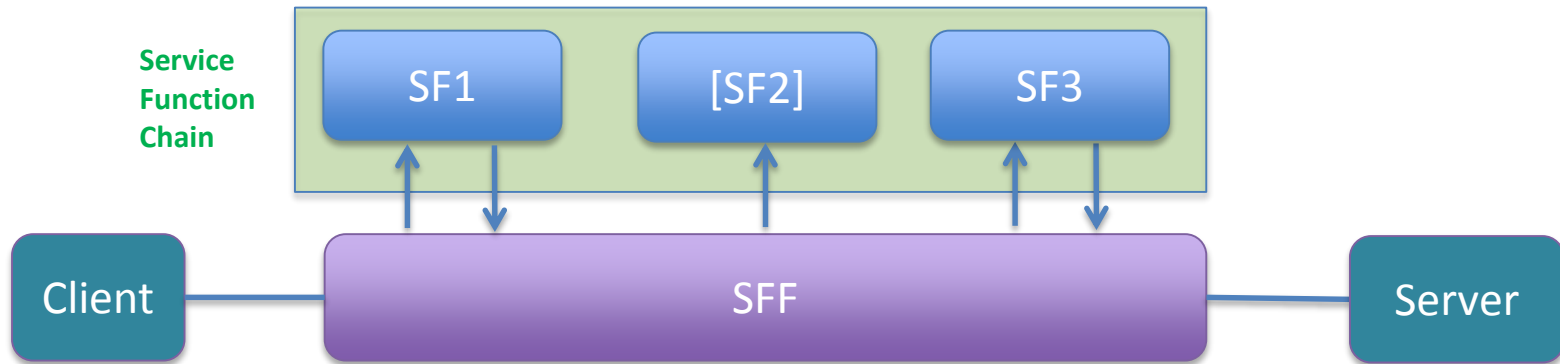 Service
Function
Chain
SF1
[SF2]
SF3
Client
SFF
Server